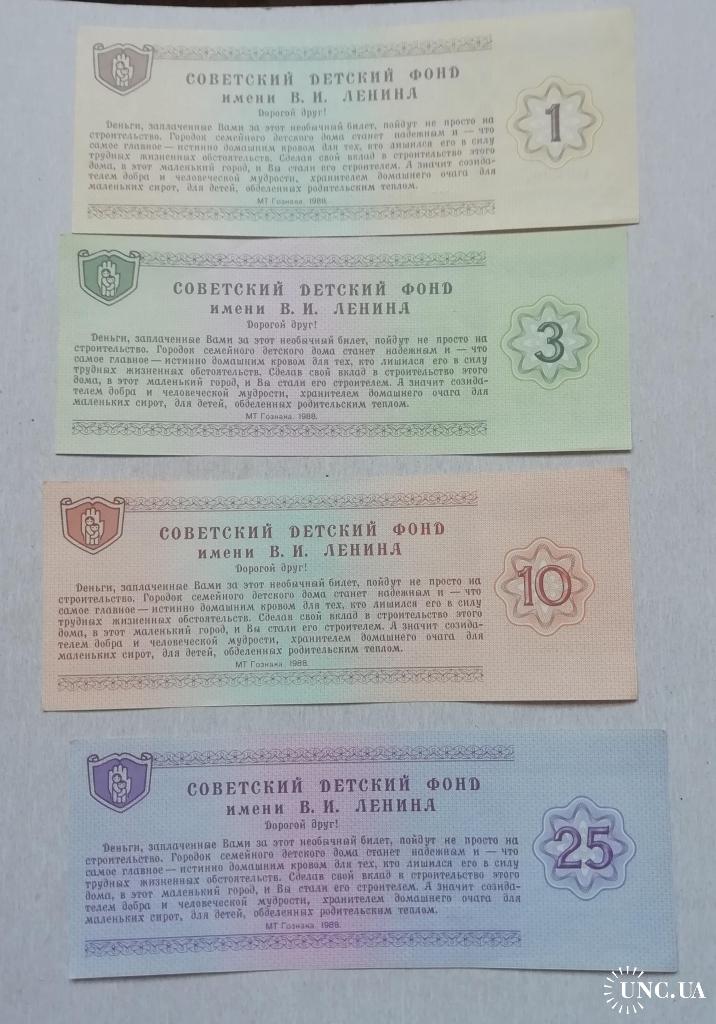 СОВЕТСКИЙ ДЕТСКИЙ ФОНД
имени В. И. ЛЕНИНА
Дорогой друг!
Деньги, заплаченные Вами за этот необычный билет, пойдут не просто на
строительство. Городок семейного детского дома станет надежным и — что
самое главное — истинно домашним кровом для тех, кто лишился его в силу
трудных жизненных обстоятельств. Сделав свой вклад в строительство этого
дома, в этот маленький город, и Вы стали его строителем. А значит созида-
телем добра и человеческой мудрости, хранителем домашнего очага для
маленьких сирот, для детей, обделенных родительским теплом.
МТ Гознака. 1988.
1
СОВЕТСКИЙ ДЕТСКИЙ ФОНД
имени В. И. ЛЕНИНА
Дорогой друг!
Деньги, заплаченные Вами за этот необычный билет, пойдут не просто на
строительство. Городок семейного детского дома станет надежным и — что
самое главное — истинно домашним кровом для тех, кто лишился его в силу
трудных жизненных обстоятельств. Сделав свой вклад в строительство этого
дома, в этот маленький город, и Вы стали его строителем. А значит созида-
телем добра и человеческой мудрости, хранителем домашнего очага для
маленьких сирот, для детей, обделенных родительским теплом.
МТ Гознака. 1988.
3
СОВЕТСКИЙ ДЕТСКИЙ ФОНД
имени В. И. ЛЕНИНА
Дорогой друг!
Деньги, заплаченные Вами за этот необычный билет, пойдут не просто на
строительство. Городок семейного детского дома станет надежным и — что
самое главное — истинно домашним кровом для тех, кто лишился его в силу
трудных жизненных обстоятельств. Сделав свой вклад в строительство этого
дома, в этот маленький город, и Вы стали его строителем. А значит созида-
телем добра и человеческой мудрости, хранителем домашнего очага для
маленьких сирот, для детей, обделенных родительским теплом.
МТ Гознака. 1988.
10
СОВЕТСКИЙ ДЕТСКИЙ ФОНД
имени В. И. ЛЕНИНА
Дорогой друг!
Деньги, заплаченные Вами за этот необычный билет, пойдут не просто на
строительство. Городок семейного детского дома станет надежным и — что
самое главное — истинно домашним кровом для тех, кто лишился его в силу
трудных жизненных обстоятельств. Сделав свой вклад в строительство этого
дома, в этот маленький город, и Вы стали его строителем. А значит созида-
телем добра и человеческой мудрости, хранителем домашнего очага для
маленьких сирот, для детей, обделенных родительским теплом.
МТ Гознака. 1988.
25
UNC.UA